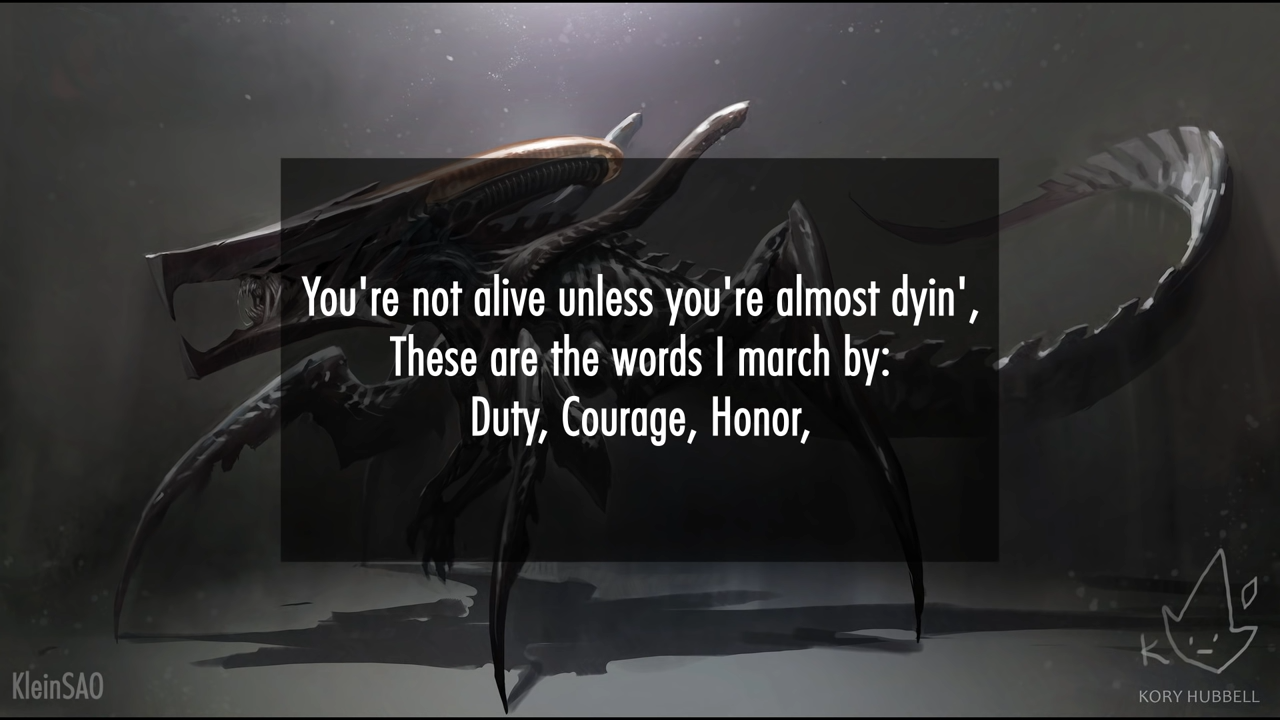 You're not alive unless you're almost dyin',
These are the words I march by:
Duty, Courage, Honor,
KleinSAO
K
KORY HUBBELL